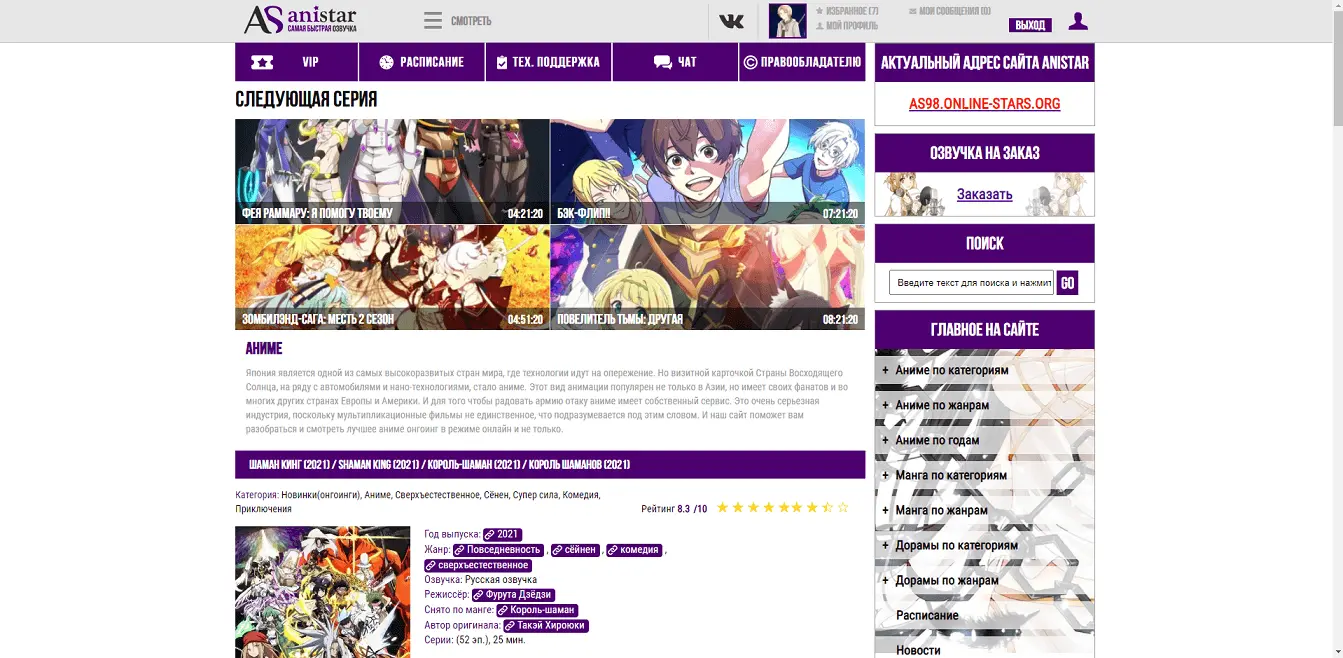 AS anistar
САМАЯ БЫСТРАЯ ОЗВУЧКА
СМОТРЕТЬ
ИЗБРАННОЕ (7)
МОЙ ПРОФИЛЬ
МОИ СООБЩЕНИЯ (0)
ВЫХОД
VIP
РАСПИСАНИЕ
ТЕХ. ПОДДЕРЖКА
ЧАТ
© ПРАВООБЛАДАТЕЛЮ
СЛЕДУЮЩАЯ СЕРИЯ
ФЕЯ РАММАРУ: Я ПОМОГУ ТВОЕМУ 04:21:20
БЭК-ФЛИП!! 07:21:20
ЗОМБИЛЭНД-САГА: МЕСТЬ 2 СЕЗОН 04:51:20
ПОВЕЛИТЕЛЬ ТЬМЫ: ДРУГАЯ 08:21:20
АНИМЕ
Япония является одной из самых высокоразвитых стран мира, где технологии идут на опережение. Но визитной карточкой Страны Восходящего
Солнца, на ряду с автомобилями и нано-технологиями, стало аниме. Этот вид анимации популярен не только в Азии, но имеет своих фанатов и во
многих других странах Европы и Америки. И для того чтобы радовать армию отаку аниме имеет собственный сервис. Это очень серьезная
индустрия, поскольку мультипликационные фильмы не единственное, что подразумевается под этим словом. И наш сайт поможет вам
разобраться и смотреть лучшее аниме онгоинг в режиме онлайн и не только.
ШАМАН КИНГ (2021) / SHAMAN KING (2021) / КОРОЛЬ-ШАМАН (2021) / КОРОЛЬ ШАМАНОВ (2021)
Категория: Новинки(онгоинги), Аниме, Сверхъестественное, Сёнен, Супер сила, Комедия,
Приключения
Рейтинг 8.3 /10
Год выпуска: 2021
Жанр: Повседневность , сёйнен , комедия ,
сверхъестественное
Озвучка: Русская озвучка
Режиссёр: Фурута Дзёдзи
Снято по манге: Король-шаман
Автор оригинала: Такэй Хироюки
Серии: (52 эп.), 25 мин.
АКТУАЛЬНЫЙ АДРЕС САЙТА ANISTAR
AS98.ONLINE-STARS.ORG
ОЗВУЧКА НА ЗАКАЗ
Заказать
ПОИСК
Введите текст для поиска и нажмит GO
ГЛАВНОЕ НА САЙТЕ
+ Аниме по категориям
+ Аниме по жанрам
+ Аниме по годам
+ Манга по категориям
+ Манга по жанрам
+ Дорамы по категориям
+ Дорамы по жанрам
Расписание
Новости